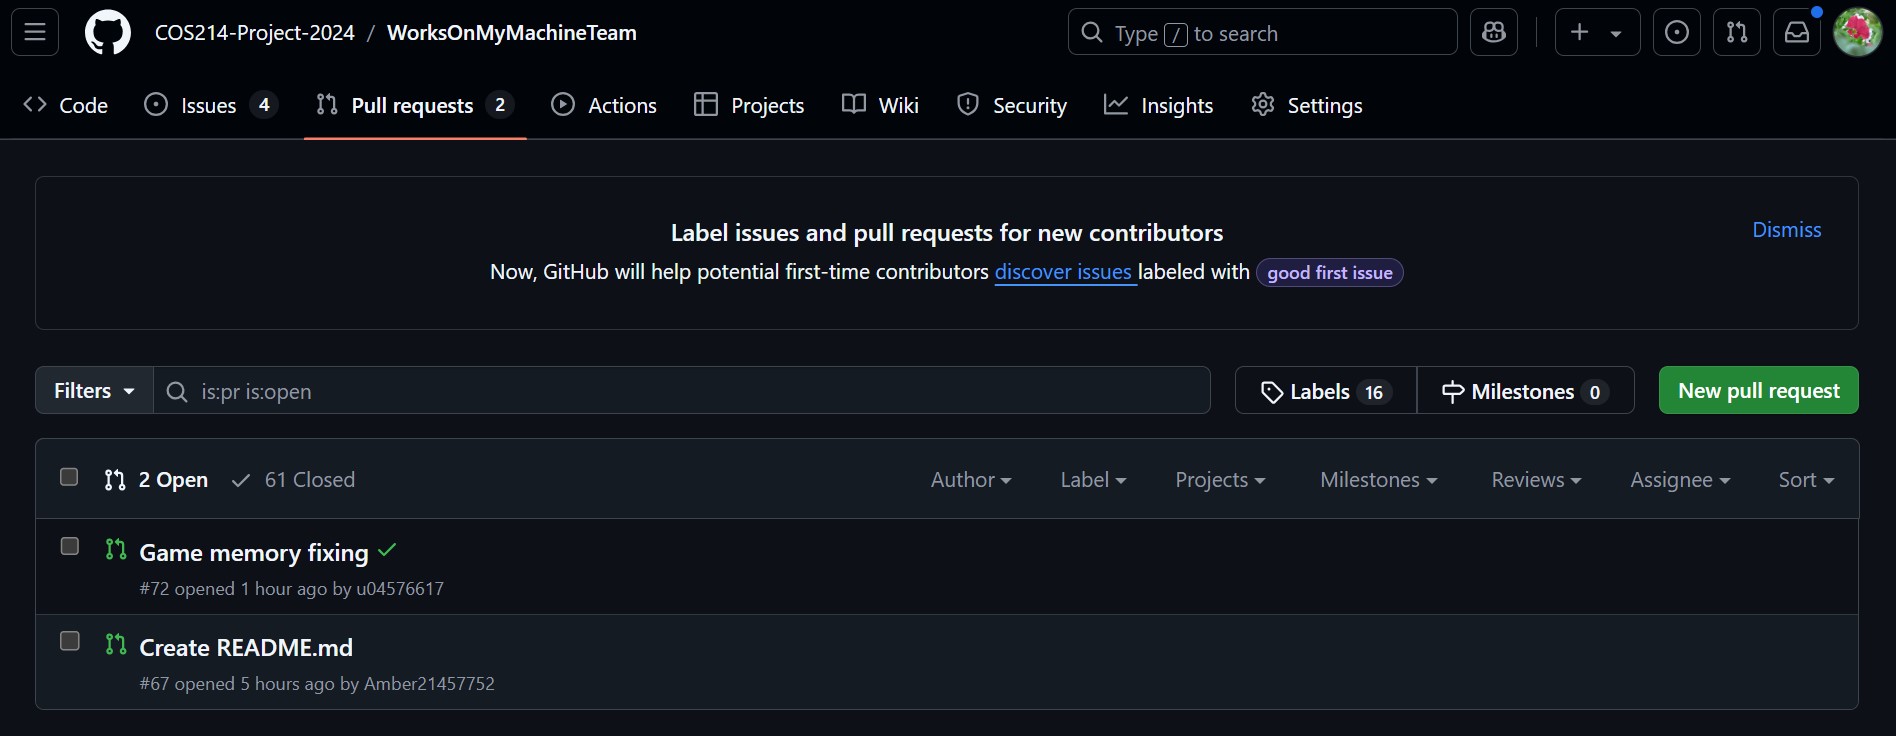 COS214-Project-2024 / WorksOnMyMachineTeam
Type / to search
Code
Issues 4
Pull requests 2
Actions
Projects
Wiki
Security
Insights
Settings
Label issues and pull requests for new contributors
Dismiss
Now, GitHub will help potential first-time contributors discover issues labeled with good first issue
Filters
is:pr is:open
Labels 16
Milestones 0
New pull request
2 Open
61 Closed
Author
Label
Projects
Milestones
Reviews
Assignee
Sort
Game memory fixing
#72 opened 1 hour ago by u04576617
Create README.md
#67 opened 5 hours ago by Amber21457752